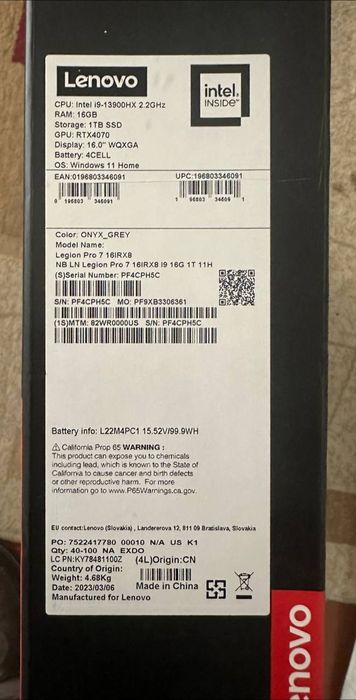 Lenovo
intel
INSIDE
CPU: Intel i9-13900HX 2.2GHz
RAM: 16GB
Storage: 1TB SSD
GPU: RTX4070
Display: 16.0" WQXGA
Battery: 4CELL
OS: Windows 11 Home
EAN:0196803346091 UPC:196803346091
0 196803 346091 1 96803 34609 1
Color: ONYX_GREY
Model Name:
Legion Pro 7 16IRX8
NB LN Legion Pro 7 16IRX8 I9 16G 1T 11H
(S)Serial Number: PF4CPH5C
S/N: PF4CPH5C MO: PF9XB3306361
(1S)MTM: 82WR0000US S/N: PF4CPH5C
Battery info: L22M4PC1 15.52V/99.9WH
⚠ California Prop 65 WARNING :
This product can expose you to chemicals
including lead, which is known to the State of
California to cause cancer and birth defects
or other reproductive harm. For more
information go to www.P65Warnings.ca.gov.
EU contact:Lenovo (Slovakia) , Landererova 12, 811 09 Bratislava, Slovakia
PO: 7522417780 00010 N/A US K1
Qty: 40-100 NA EXDO
LC PN:KY78481100Z (4L)Origin:CN
Country of Origin:
Weight: 4.68Kg Made in China
Date: 2023/03/06
Manufactured for Lenovo
enovo